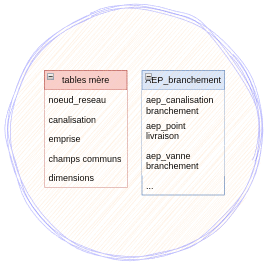 tables mère
noeud_reseau
canalisation
emprise
champs communs
dimensions
AEP_branchement
aep_canalisation
branchement
aep_point
livraison
aep_vanne
branchement
...